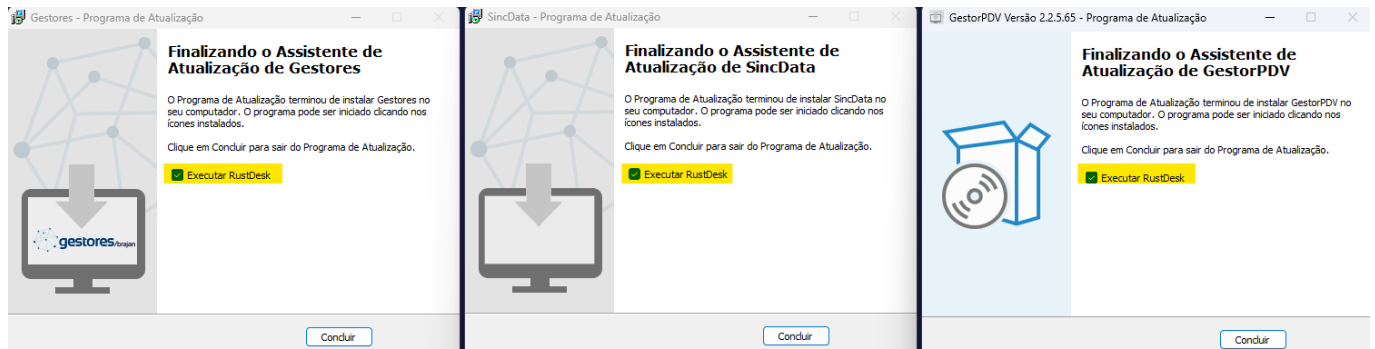 Gestores - Programa de Atualização
Finalizando o Assistente de
Atualização de Gestores
O Programa de Atualização terminou de instalar Gestores no
seu computador. O programa pode ser iniciado clicando nos
ícones instalados.
Clique em Concluir para sair do Programa de Atualização.
Executar RustDesk
gestores/brajan
Concluir
SincData - Programa de Atualização
Finalizando o Assistente de
Atualização de SincData
O Programa de Atualização terminou de instalar SincData no
seu computador. O programa pode ser iniciado clicando nos
ícones instalados.
Clique em Concluir para sair do Programa de Atualização.
Executar RustDesk
Concluir
GestorPDV Versão 2.2.5.65 - Programa de Atualização
Finalizando o Assistente de
Atualização de GestorPDV
O Programa de Atualização terminou de instalar GestorPDV no
seu computador. O programa pode ser iniciado clicando nos
ícones instalados.
Clique em Concluir para sair do Programa de Atualização.
Executar RustDesk
Concluir